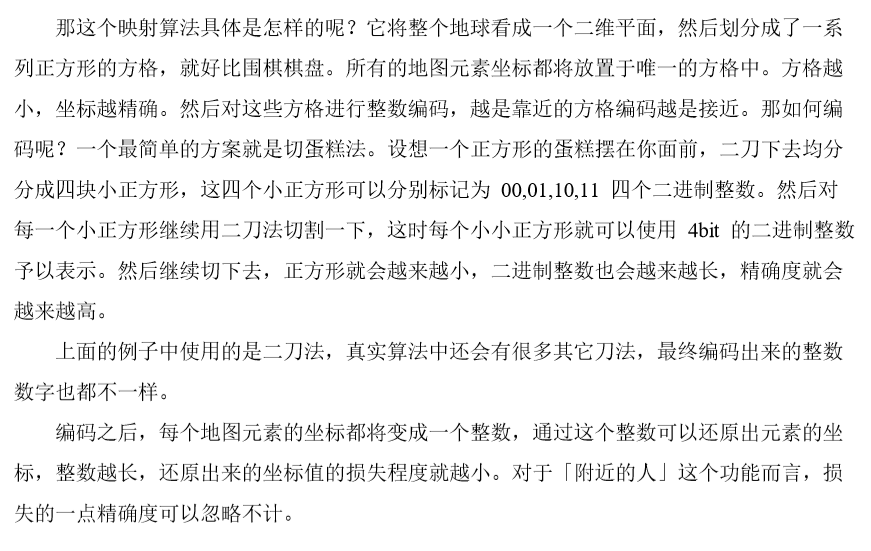 那这个映射算法具体是怎样的呢？它将整个地球看成一个二维平面，然后划分成了一系
列正方形的方格，就好比围棋棋盘。所有的地图元素坐标都将放置于唯一的方格中。方格越
小，坐标越精确。然后对这些方格进行整数编码，越是靠近的方格编码越是接近。那如何编
码呢？一个最简单的方案就是切蛋糕法。设想一个正方形的蛋糕摆在你面前，二刀下去均分
分成四块小正方形，这四个小正方形可以分别标记为 00,01,10,11 四个二进制整数。然后对
每一个小正方形继续用二刀法切割一下，这时每个小小正方形就可以使用 4bit 的二进制整数
予以表示。然后继续切下去，正方形就会越来越小，二进制整数也会越来越长，精确度就会
越来越高。
上面的例子中使用的是二刀法，真实算法中还会有很多其它刀法，最终编码出来的整数
数字也都不一样。
编码之后，每个地图元素的坐标都将变成一个整数，通过这个整数可以还原出元素的坐
标，整数越长，还原出来的坐标值的损失程度就越小。对于「附近的人」这个功能而言，损
失的一点精确度可以忽略不计。